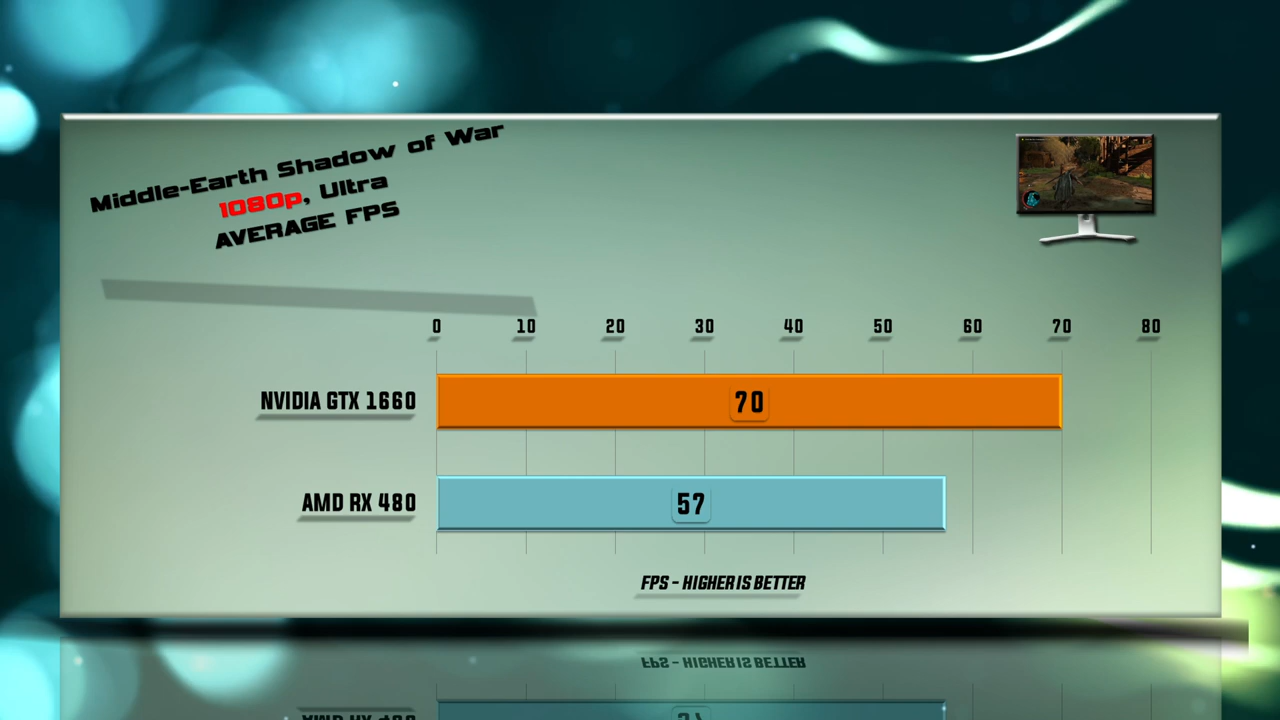 Middle-Earth Shadow of War
1080p, Ultra
AVERAGE FPS
0 10 20 30 40 50 60 70 80
NVIDIA GTX 1660
70
AMD RX 480
57
FPS - HIGHER IS BETTER